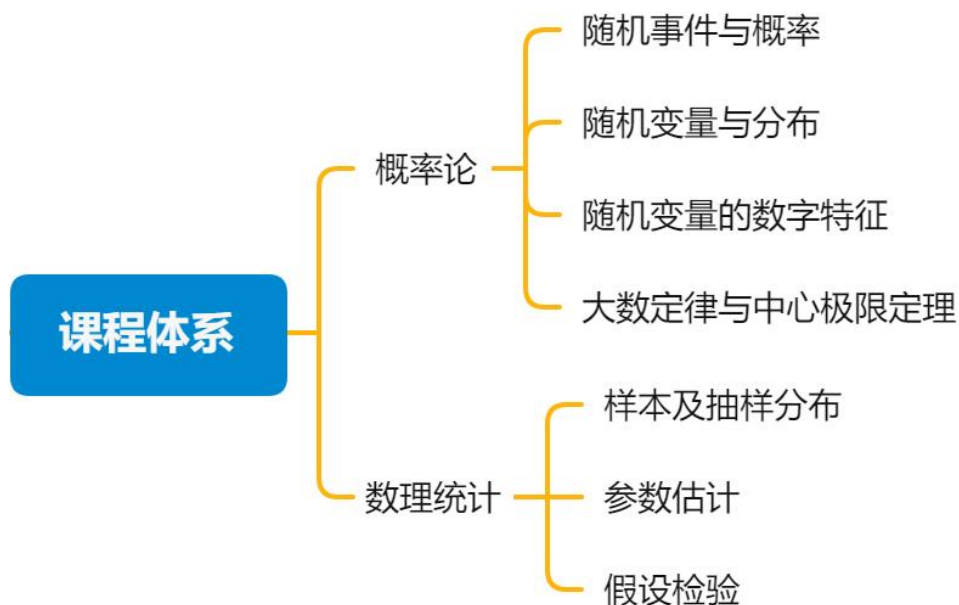 课程体系
概率论
随机事件与概率
随机变量与分布
随机变量的数字特征
大数定律与中心极限定理
数理统计
样本及抽样分布
参数估计
假设检验